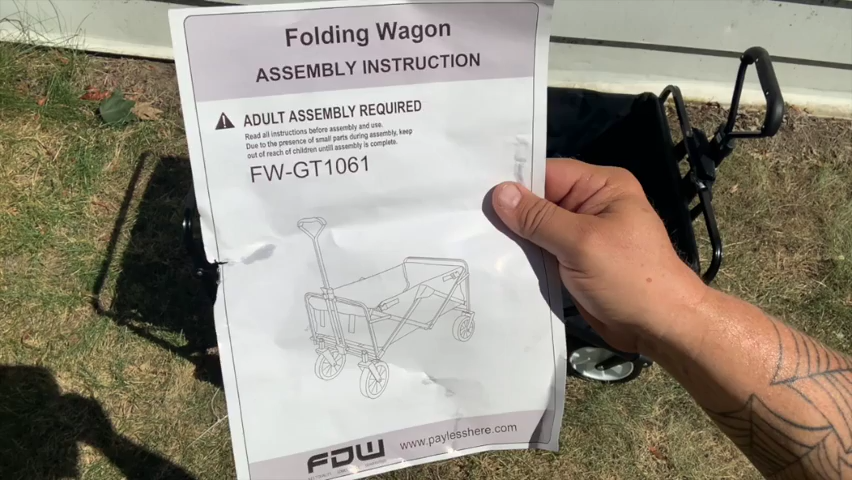 Folding Wagon
ASSEMBLY INSTRUCTION
ADULT ASSEMBLY REQUIRED
Read all instructions before assembly and use.
Due to the presence of small parts during assembly, keep
out of reach of children untill assembly is complete.
FW-GT1061
FDW www.paylesshere.com